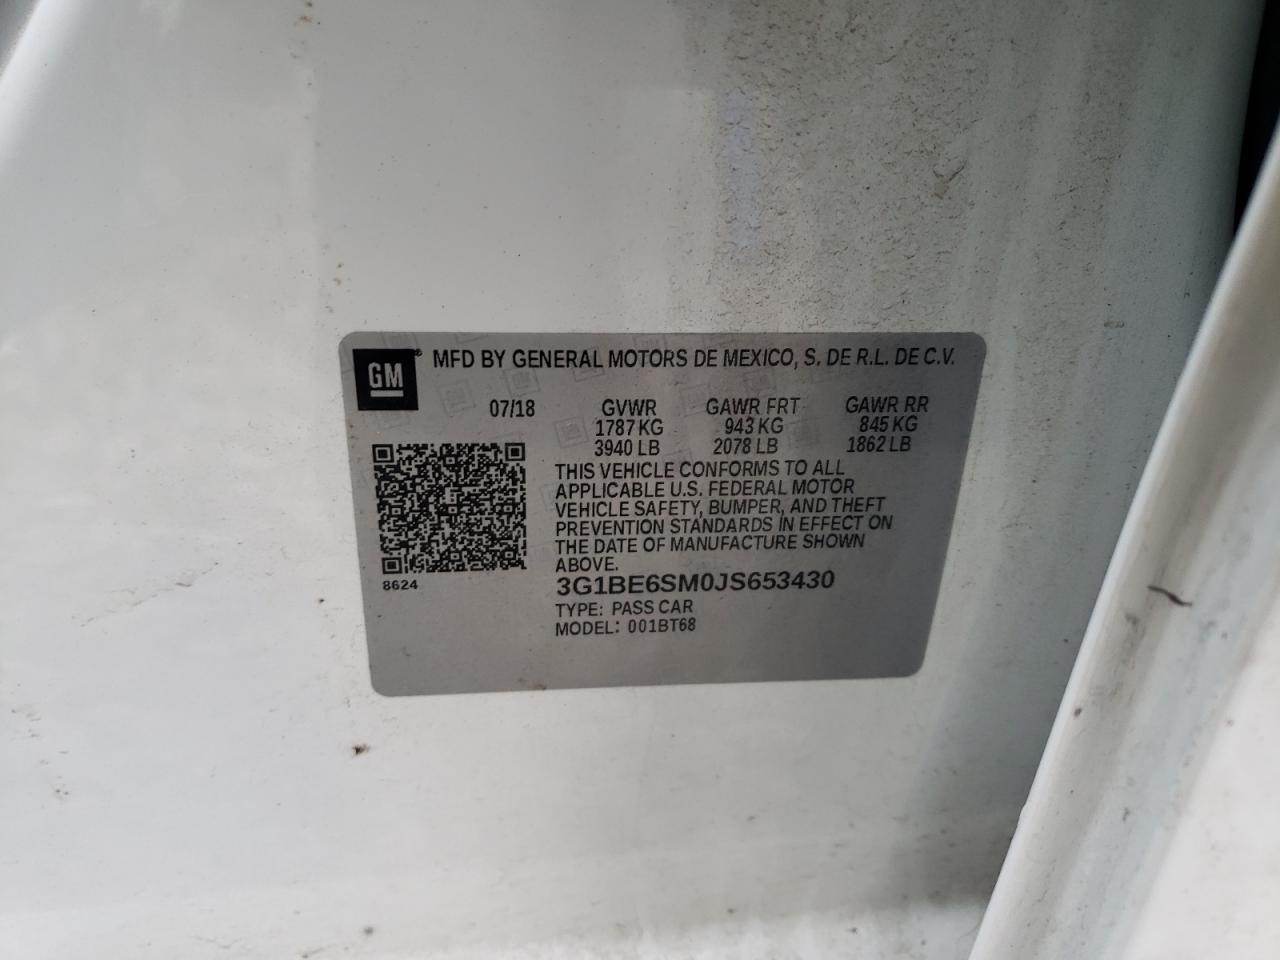 GM® MFD BY GENERAL MOTORS DE MEXICO, S. DE R.L. DE C.V.
07/18 GVWR GAWR FRT GAWR RR
1787 KG 943 KG 845 KG
3940 LB 2078 LB 1862 LB
THIS VEHICLE CONFORMS TO ALL
APPLICABLE U.S. FEDERAL MOTOR
VEHICLE SAFETY, BUMPER, AND THEFT
PREVENTION STANDARDS IN EFFECT ON
THE DATE OF MANUFACTURE SHOWN
ABOVE.
8624
3G1BE6SM0JS653430
TYPE: PASS CAR
MODEL: 001BT68